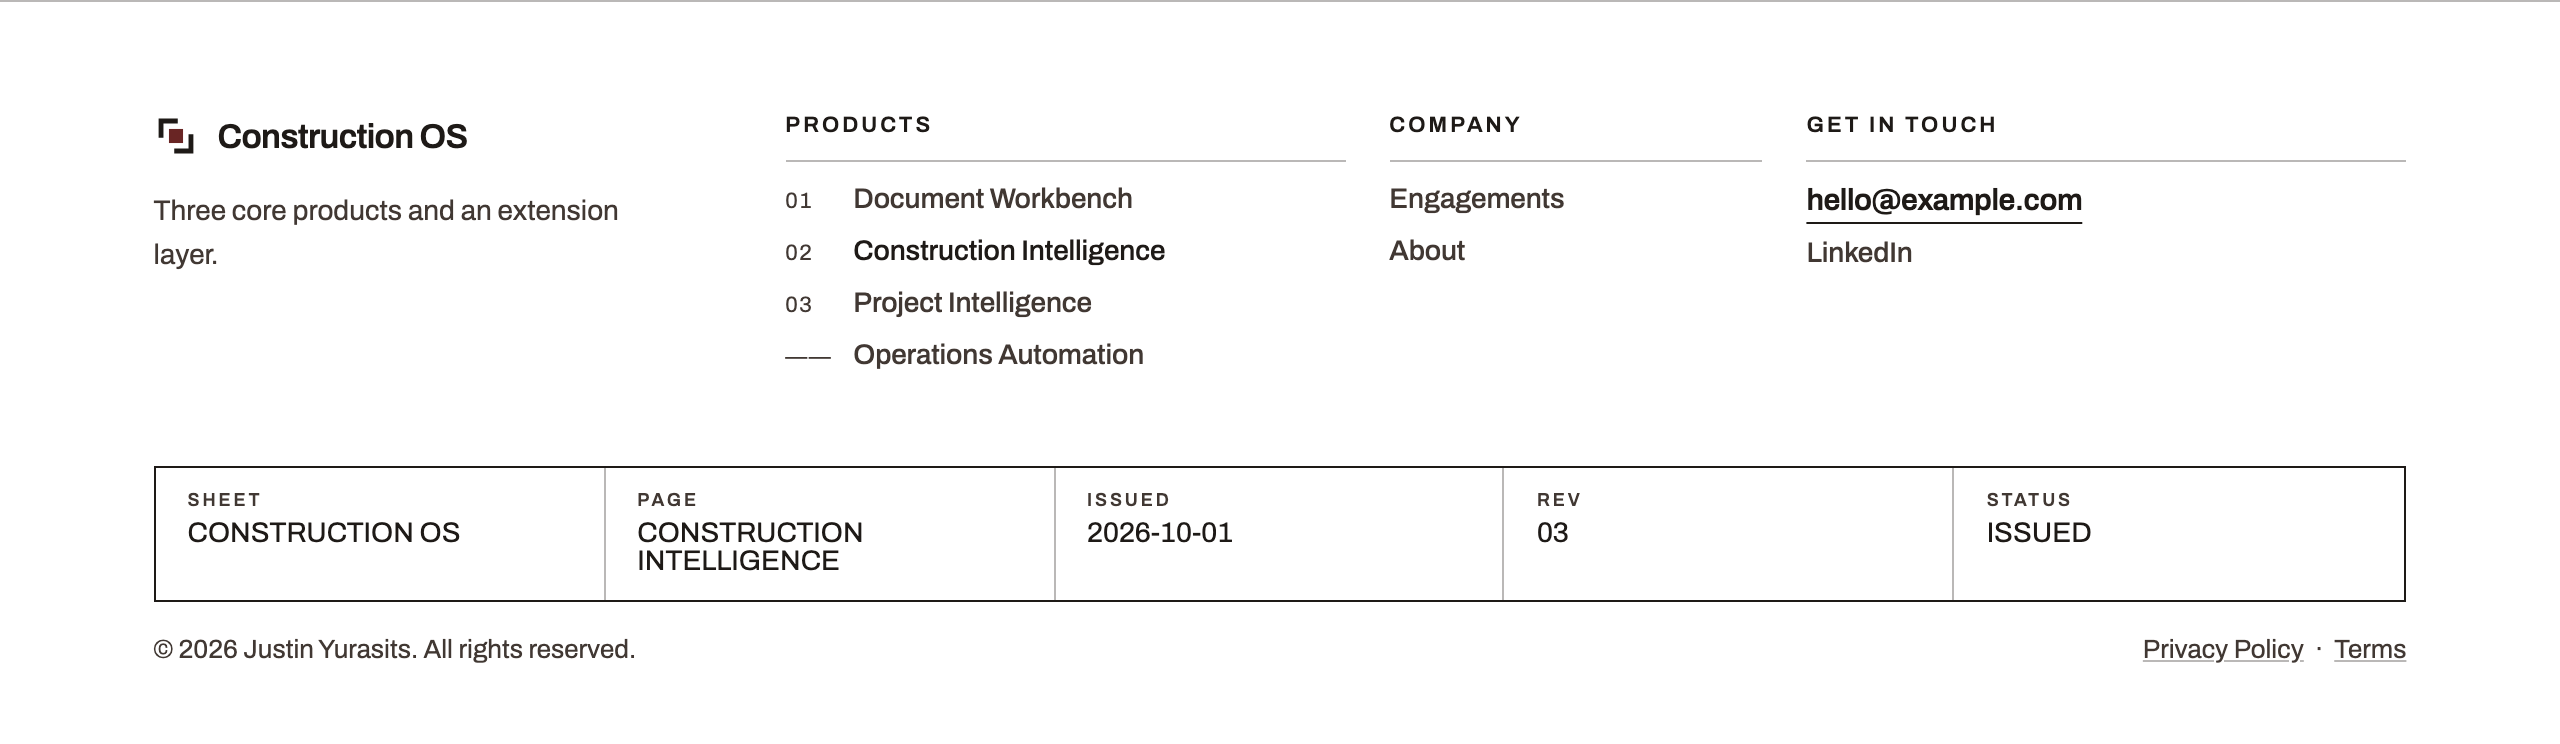 Construction OS
Three core products and an extension
layer.
PRODUCTS
01 Document Workbench
02 Construction Intelligence
03 Project Intelligence
—— Operations Automation
COMPANY
Engagements
About
GET IN TOUCH
hello@example.com
LinkedIn
SHEET
CONSTRUCTION OS
PAGE
CONSTRUCTION
INTELLIGENCE
ISSUED
2026-10-01
REV
03
STATUS
ISSUED
© 2026 Justin Yurasits. All rights reserved.
Privacy Policy · Terms